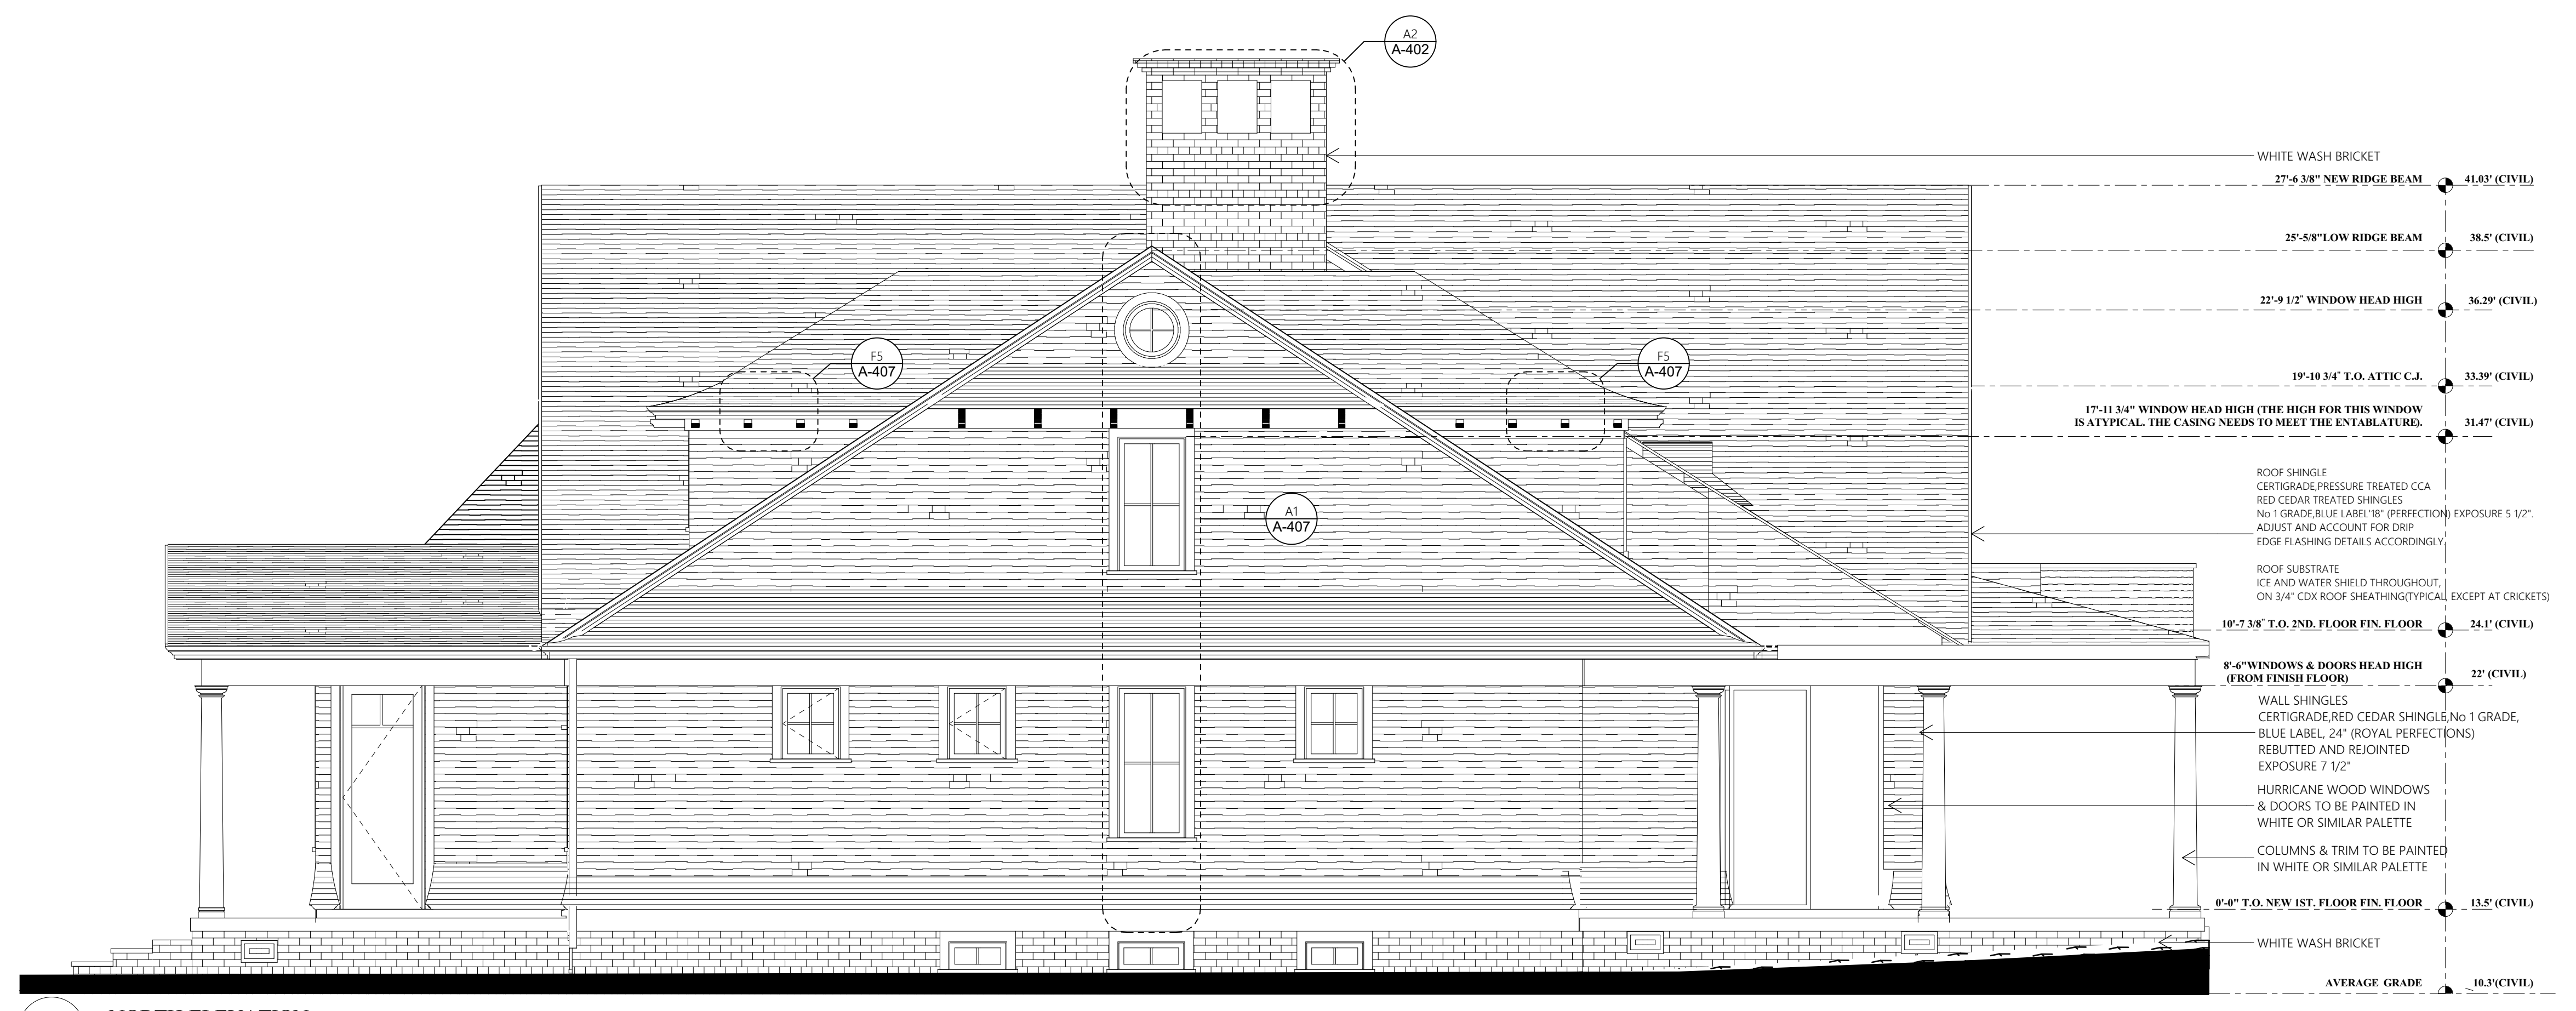 A2
A-402
WHITE WASH BRICKET
27'-6 3/8" NEW RIDGE BEAM 41.03' (CIVIL)
25'-5/8"LOW RIDGE BEAM 38.5' (CIVIL)
22'-9 1/2" WINDOW HEAD HIGH 36.29' (CIVIL)
F5
A-407
F5
A-407
19'-10 3/4" T.O. ATTIC C.J. 33.39' (CIVIL)
17'-11 3/4" WINDOW HEAD HIGH (THE HIGH FOR THIS WINDOW
IS ATYPICAL. THE CASING NEEDS TO MEET THE ENTABLATURE). 31.47' (CIVIL)
ROOF SHINGLE
CERTIGRADE,PRESSURE TREATED CCA
RED CEDAR TREATED SHINGLES
No 1 GRADE,BLUE LABEL'18" (PERFECTION) EXPOSURE 5 1/2".
ADJUST AND ACCOUNT FOR DRIP
EDGE FLASHING DETAILS ACCORDINGLY.
A1
A-407
ROOF SUBSTRATE
ICE AND WATER SHIELD THROUGHOUT,
ON 3/4" CDX ROOF SHEATHING(TYPICAL, EXCEPT AT CRICKETS)
10'-7 3/8" T.O. 2ND. FLOOR FIN. FLOOR 24.1' (CIVIL)
8'-6"WINDOWS & DOORS HEAD HIGH
(FROM FINISH FLOOR) 22' (CIVIL)
WALL SHINGLES
CERTIGRADE,RED CEDAR SHINGLE,No 1 GRADE,
BLUE LABEL, 24" (ROYAL PERFECTIONS)
REBUTTED AND REJOINTED
EXPOSURE 7 1/2"
HURRICANE WOOD WINDOWS
& DOORS TO BE PAINTED IN
WHITE OR SIMILAR PALETTE
COLUMNS & TRIM TO BE PAINTED
IN WHITE OR SIMILAR PALETTE
0'-0" T.O. NEW 1ST. FLOOR FIN. FLOOR 13.5' (CIVIL)
WHITE WASH BRICKET
AVERAGE GRADE 10.3'(CIVIL)
NORTH ELEVATION